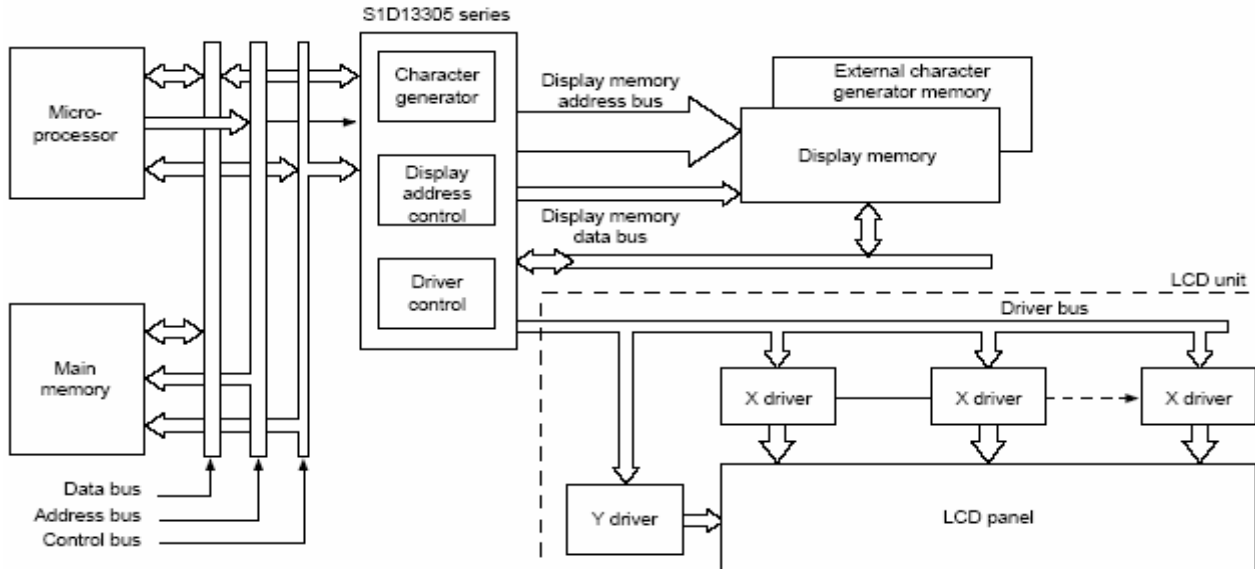 S1D13305 series
Micro-
processor
Character
generator
Display memory
address bus
External character
generator memory
Display memory
Display
address
control
Display memory
data bus
Driver
control
LCD unit
Driver bus
Main
memory
X driver
X driver
X driver
Data bus
Address bus
Control bus
Y driver
LCD panel